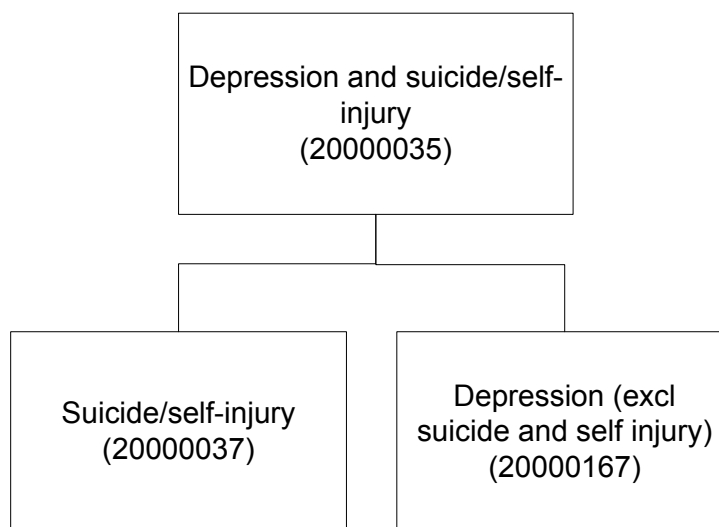 Depression and suicide/self-
injury
(20000035)
Suicide/self-injury
(20000037)
Depression (excl
suicide and self injury)
(20000167)